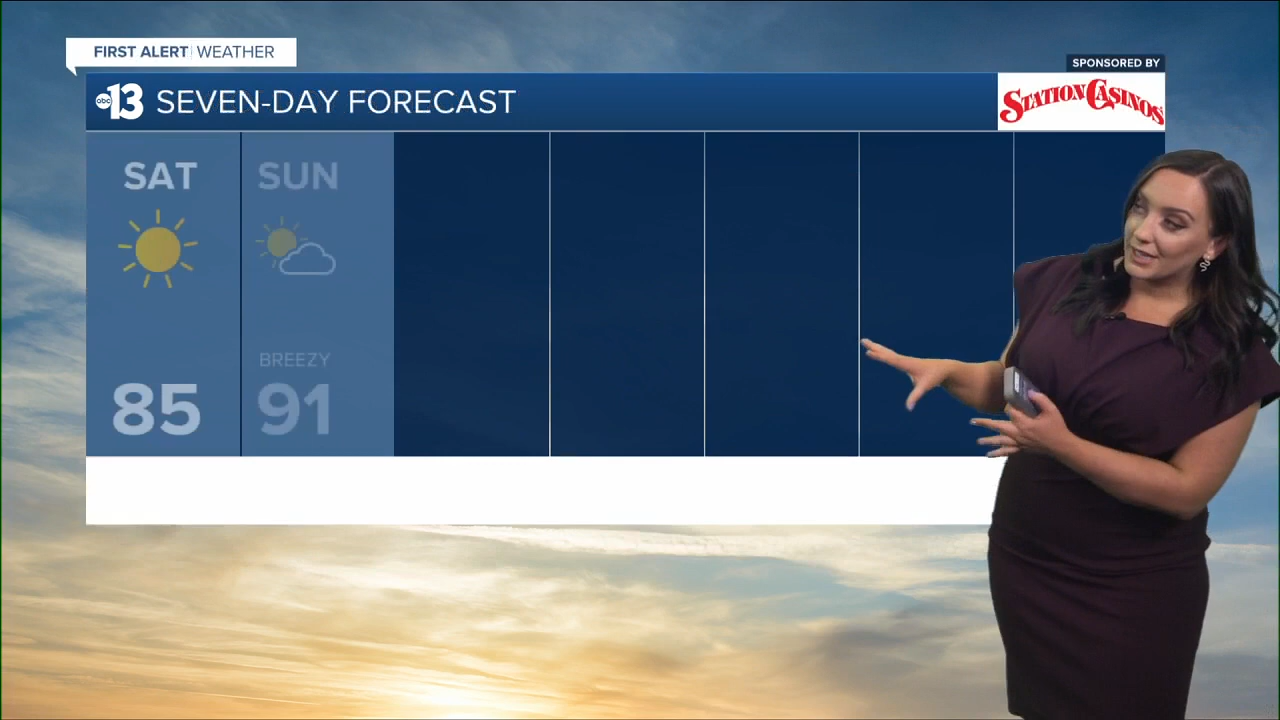 FIRST ALERT WEATHER
SPONSORED BY
abc 13 SEVEN-DAY FORECAST
STATION CASINOS
SAT
SUN
BREEZY
85
91